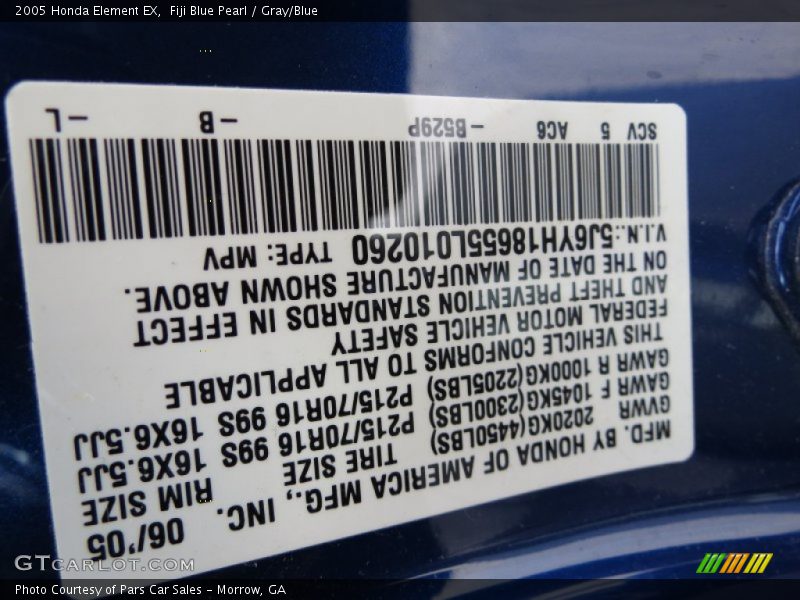 2005 Honda Element EX,  Fiji Blue Pearl / Gray/Blue
MFD. BY HONDA OF AMERICA MFG., INC. 06/'05
GVWR 2020KG(4450LBS) TIRE SIZE RIM SIZE
GAWR F 1045KG(2300LBS) P215/70R16 99S 16X6.5JJ
GAWR R 1000KG(2205LBS) P215/70R16 99S 16X6.5JJ
THIS VEHICLE CONFORMS TO ALL APPLICABLE
FEDERAL MOTOR VEHICLE SAFETY
AND THEFT PREVENTION STANDARDS IN EFFECT
ON THE DATE OF MANUFACTURE SHOWN ABOVE.
V.I.N.:5J6YH18655L010260 TYPE: MPV
SCV 5 AC6 -B529P -B -L
GTCARLOT.COM
Photo Courtesy of Pars Car Sales - Morrow, GA